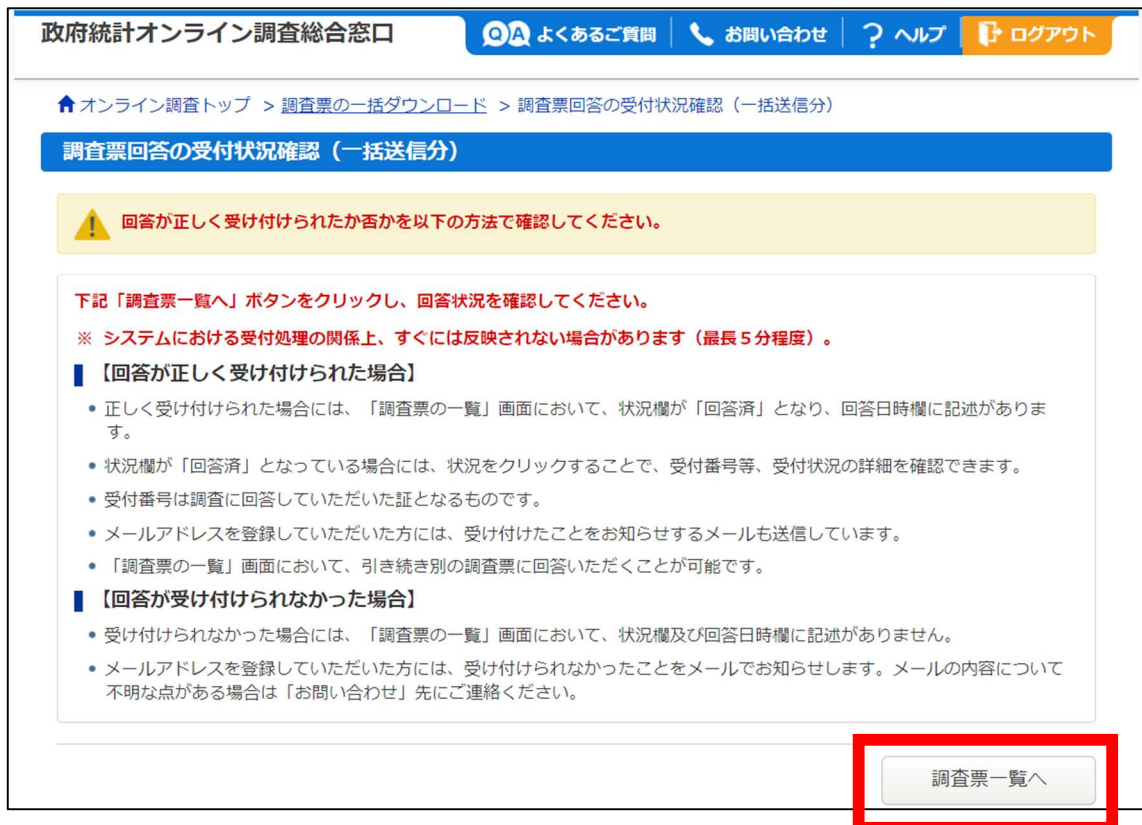 政府統計オンライン調査総合窓口
QA よくあるご質問 お問い合わせ ? ヘルプ ログアウト
オンライン調査トップ > 調査票の一括ダウンロード > 調査票回答の受付状況確認（一括送信分）
調査票回答の受付状況確認（一括送信分）
回答が正しく受け付けられたか否かを以下の方法で確認してください。
下記「調査票一覧へ」ボタンをクリックし、回答状況を確認してください。
※ システムにおける受付処理の関係上、すぐには反映されない場合があります（最長５分程度）。
【回答が正しく受け付けられた場合】
• 正しく受け付けられた場合には、「調査票の一覧」画面において、状況欄が「回答済」となり、回答日時欄に記述がありま
す。
• 状況欄が「回答済」となっている場合には、状況をクリックすることで、受付番号等、受付状況の詳細を確認できます。
• 受付番号は調査に回答していただいた証となるものです。
• メールアドレスを登録していただいた方には、受け付けたことをお知らせするメールも送信しています。
• 「調査票の一覧」画面において、引き続き別の調査票に回答いただくことが可能です。
【回答が受け付けられなかった場合】
• 受け付けられなかった場合には、「調査票の一覧」画面において、状況欄及び回答日時欄に記述がありません。
• メールアドレスを登録していただいた方には、受け付けられなかったことをメールでお知らせします。メールの内容について
不明な点がある場合は「お問い合わせ」先にご連絡ください。
調査票一覧へ